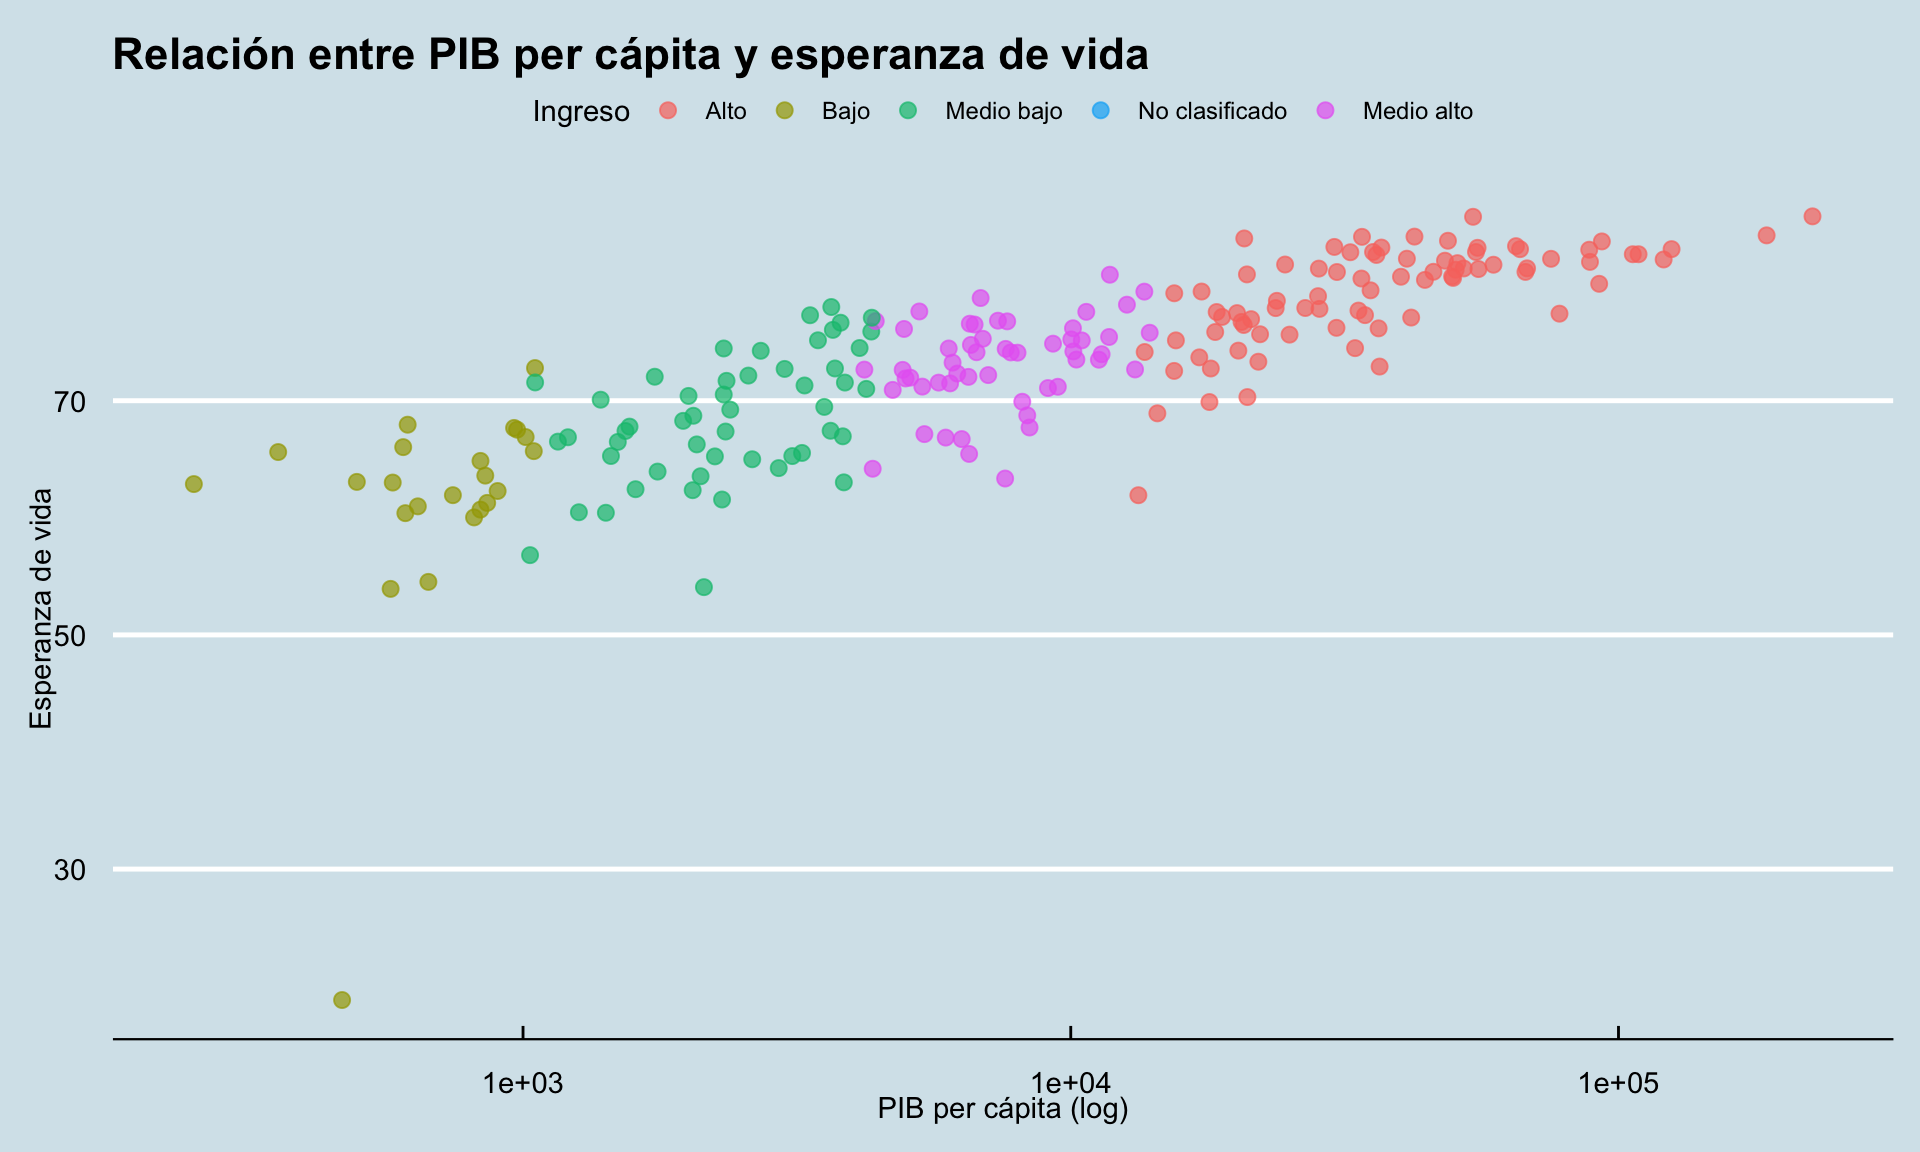 Relación entre PIB per cápita y esperanza de vida
Ingreso Alto Bajo Medio bajo No clasificado Medio alto
Esperanza de vida
70
50
30
1e+03 1e+04 1e+05
PIB per cápita (log)